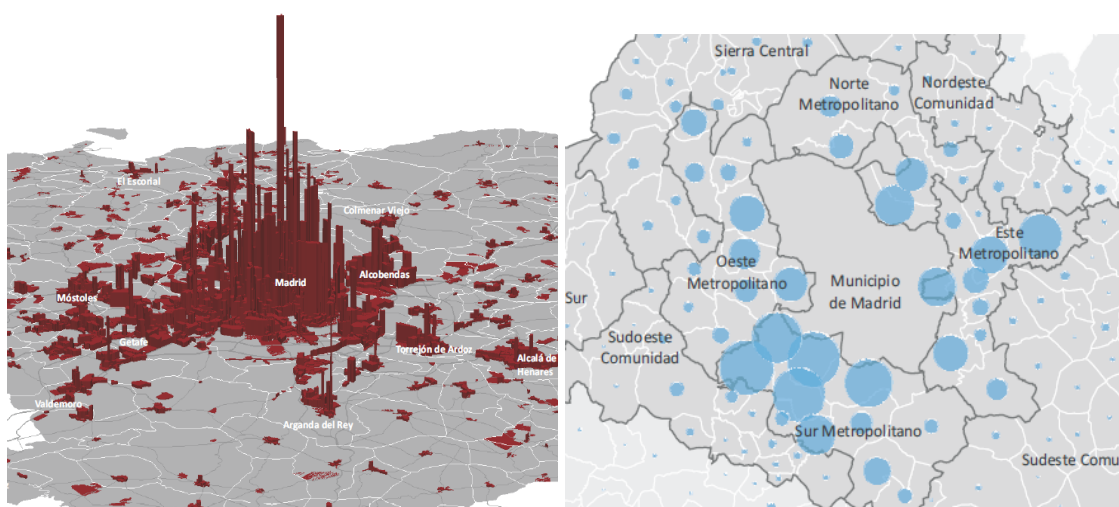 El Escorial
Colmenar Viejo
Alcobendas
Madrid
Móstoles
Getafe
Torrejón de Ardoz
Alcalá de
Henares
Valdemoro
Arganda del Rey
Sierra Central
Norte
Metropolitano
Nordeste
Comunidad
Este
Metropolitano
Oeste
Metropolitano
Municipio
de Madrid
Sur
Sudoeste
Comunidad
Sur Metropolitano
Sudeste Comu